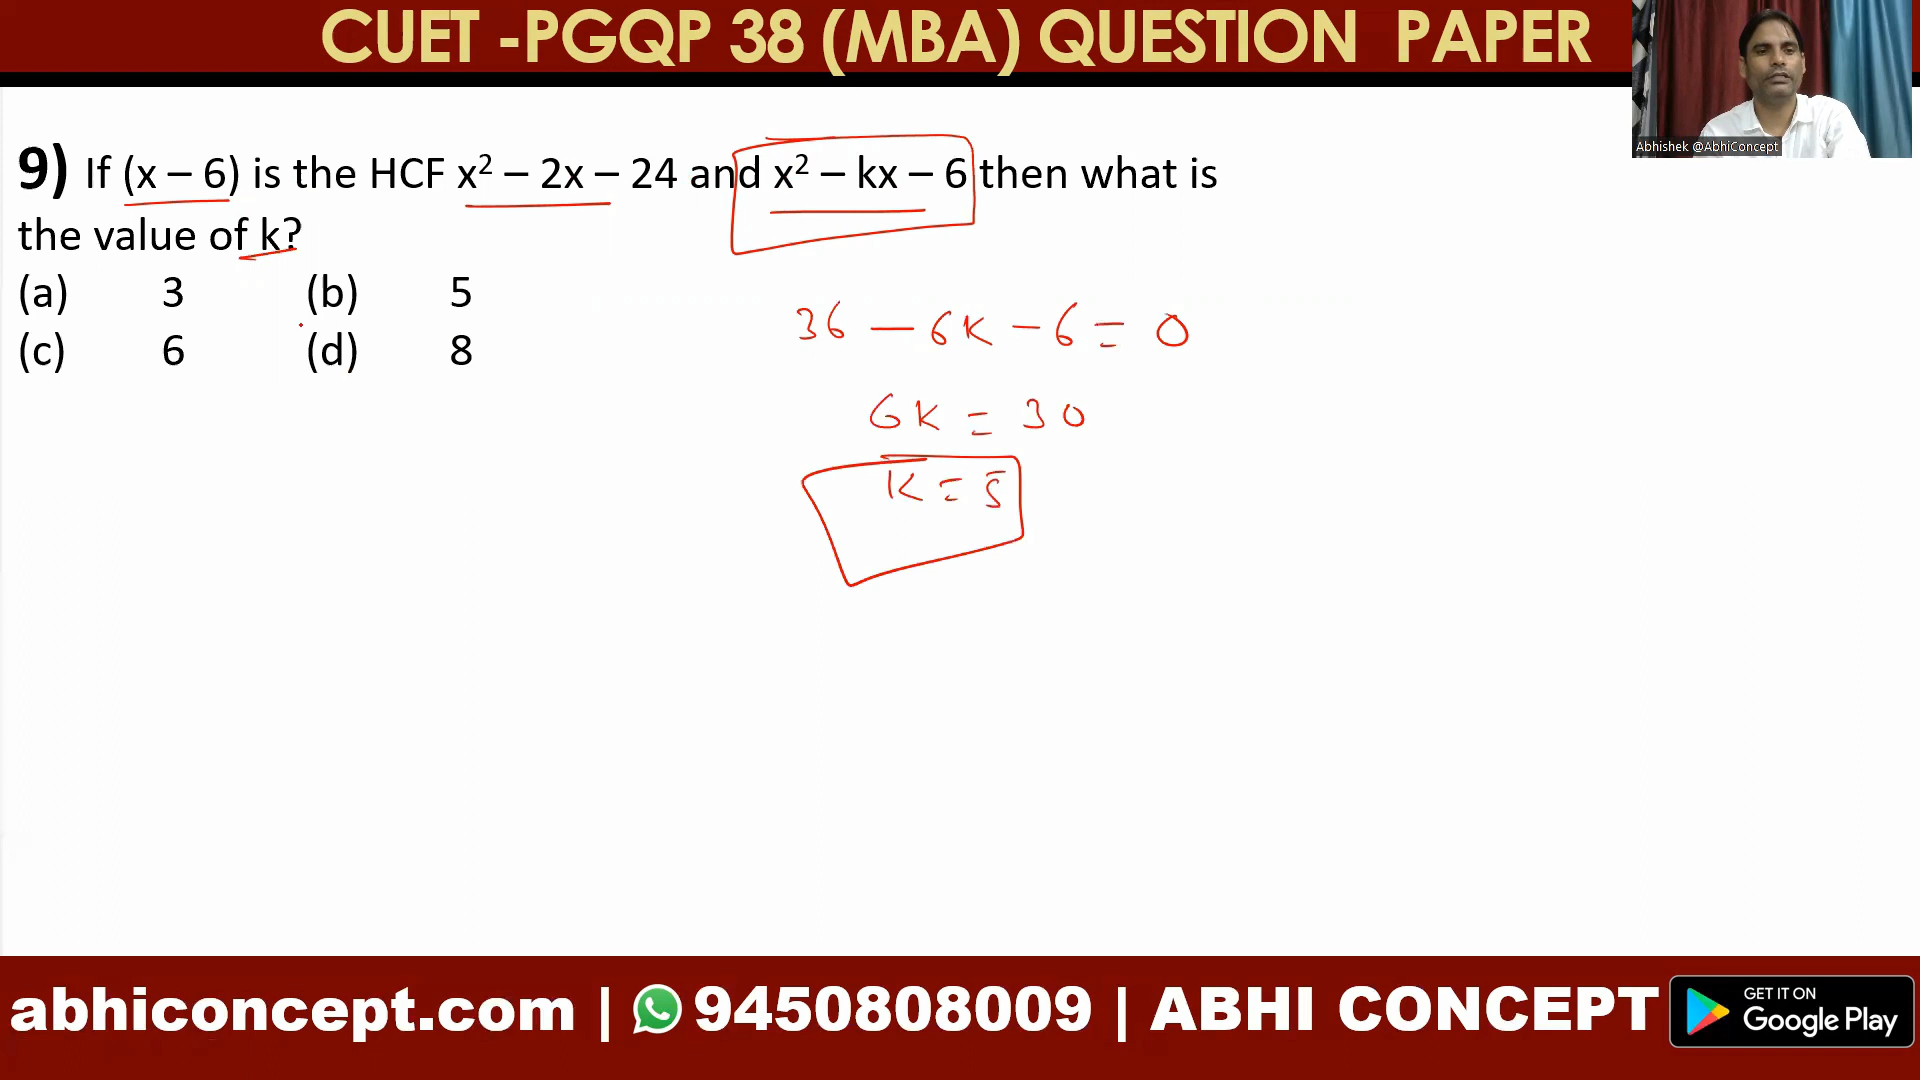 CUET -PGQP 38 (MBA) QUESTION PAPER
Abhishek @AbhiConcept
9) If (x – 6) is the HCF x² – 2x – 24 and x² – kx – 6 then what is
the value of k?
(a) 3 (b) 5
(c) 6 (d) 8
36 – 6K – 6 = 0
6K = 30
K = 5
abhiconcept.com | 9450808009 | ABHI CONCEPT
GET IT ON
Google Play